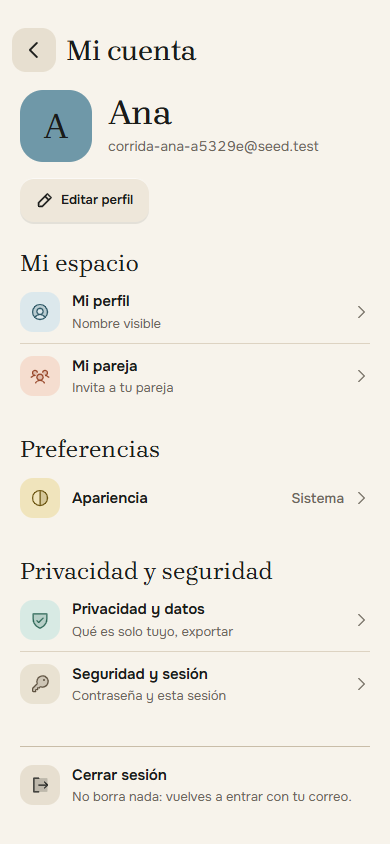 Mi cuenta
A
Ana
corrida-ana-a5329e@seed.test
Editar perfil
Mi espacio
Mi perfil
Nombre visible
Mi pareja
Invita a tu pareja
Preferencias
Apariencia
Sistema
Privacidad y seguridad
Privacidad y datos
Qué es solo tuyo, exportar
Seguridad y sesión
Contraseña y esta sesión
Cerrar sesión
No borra nada: vuelves a entrar con tu correo.